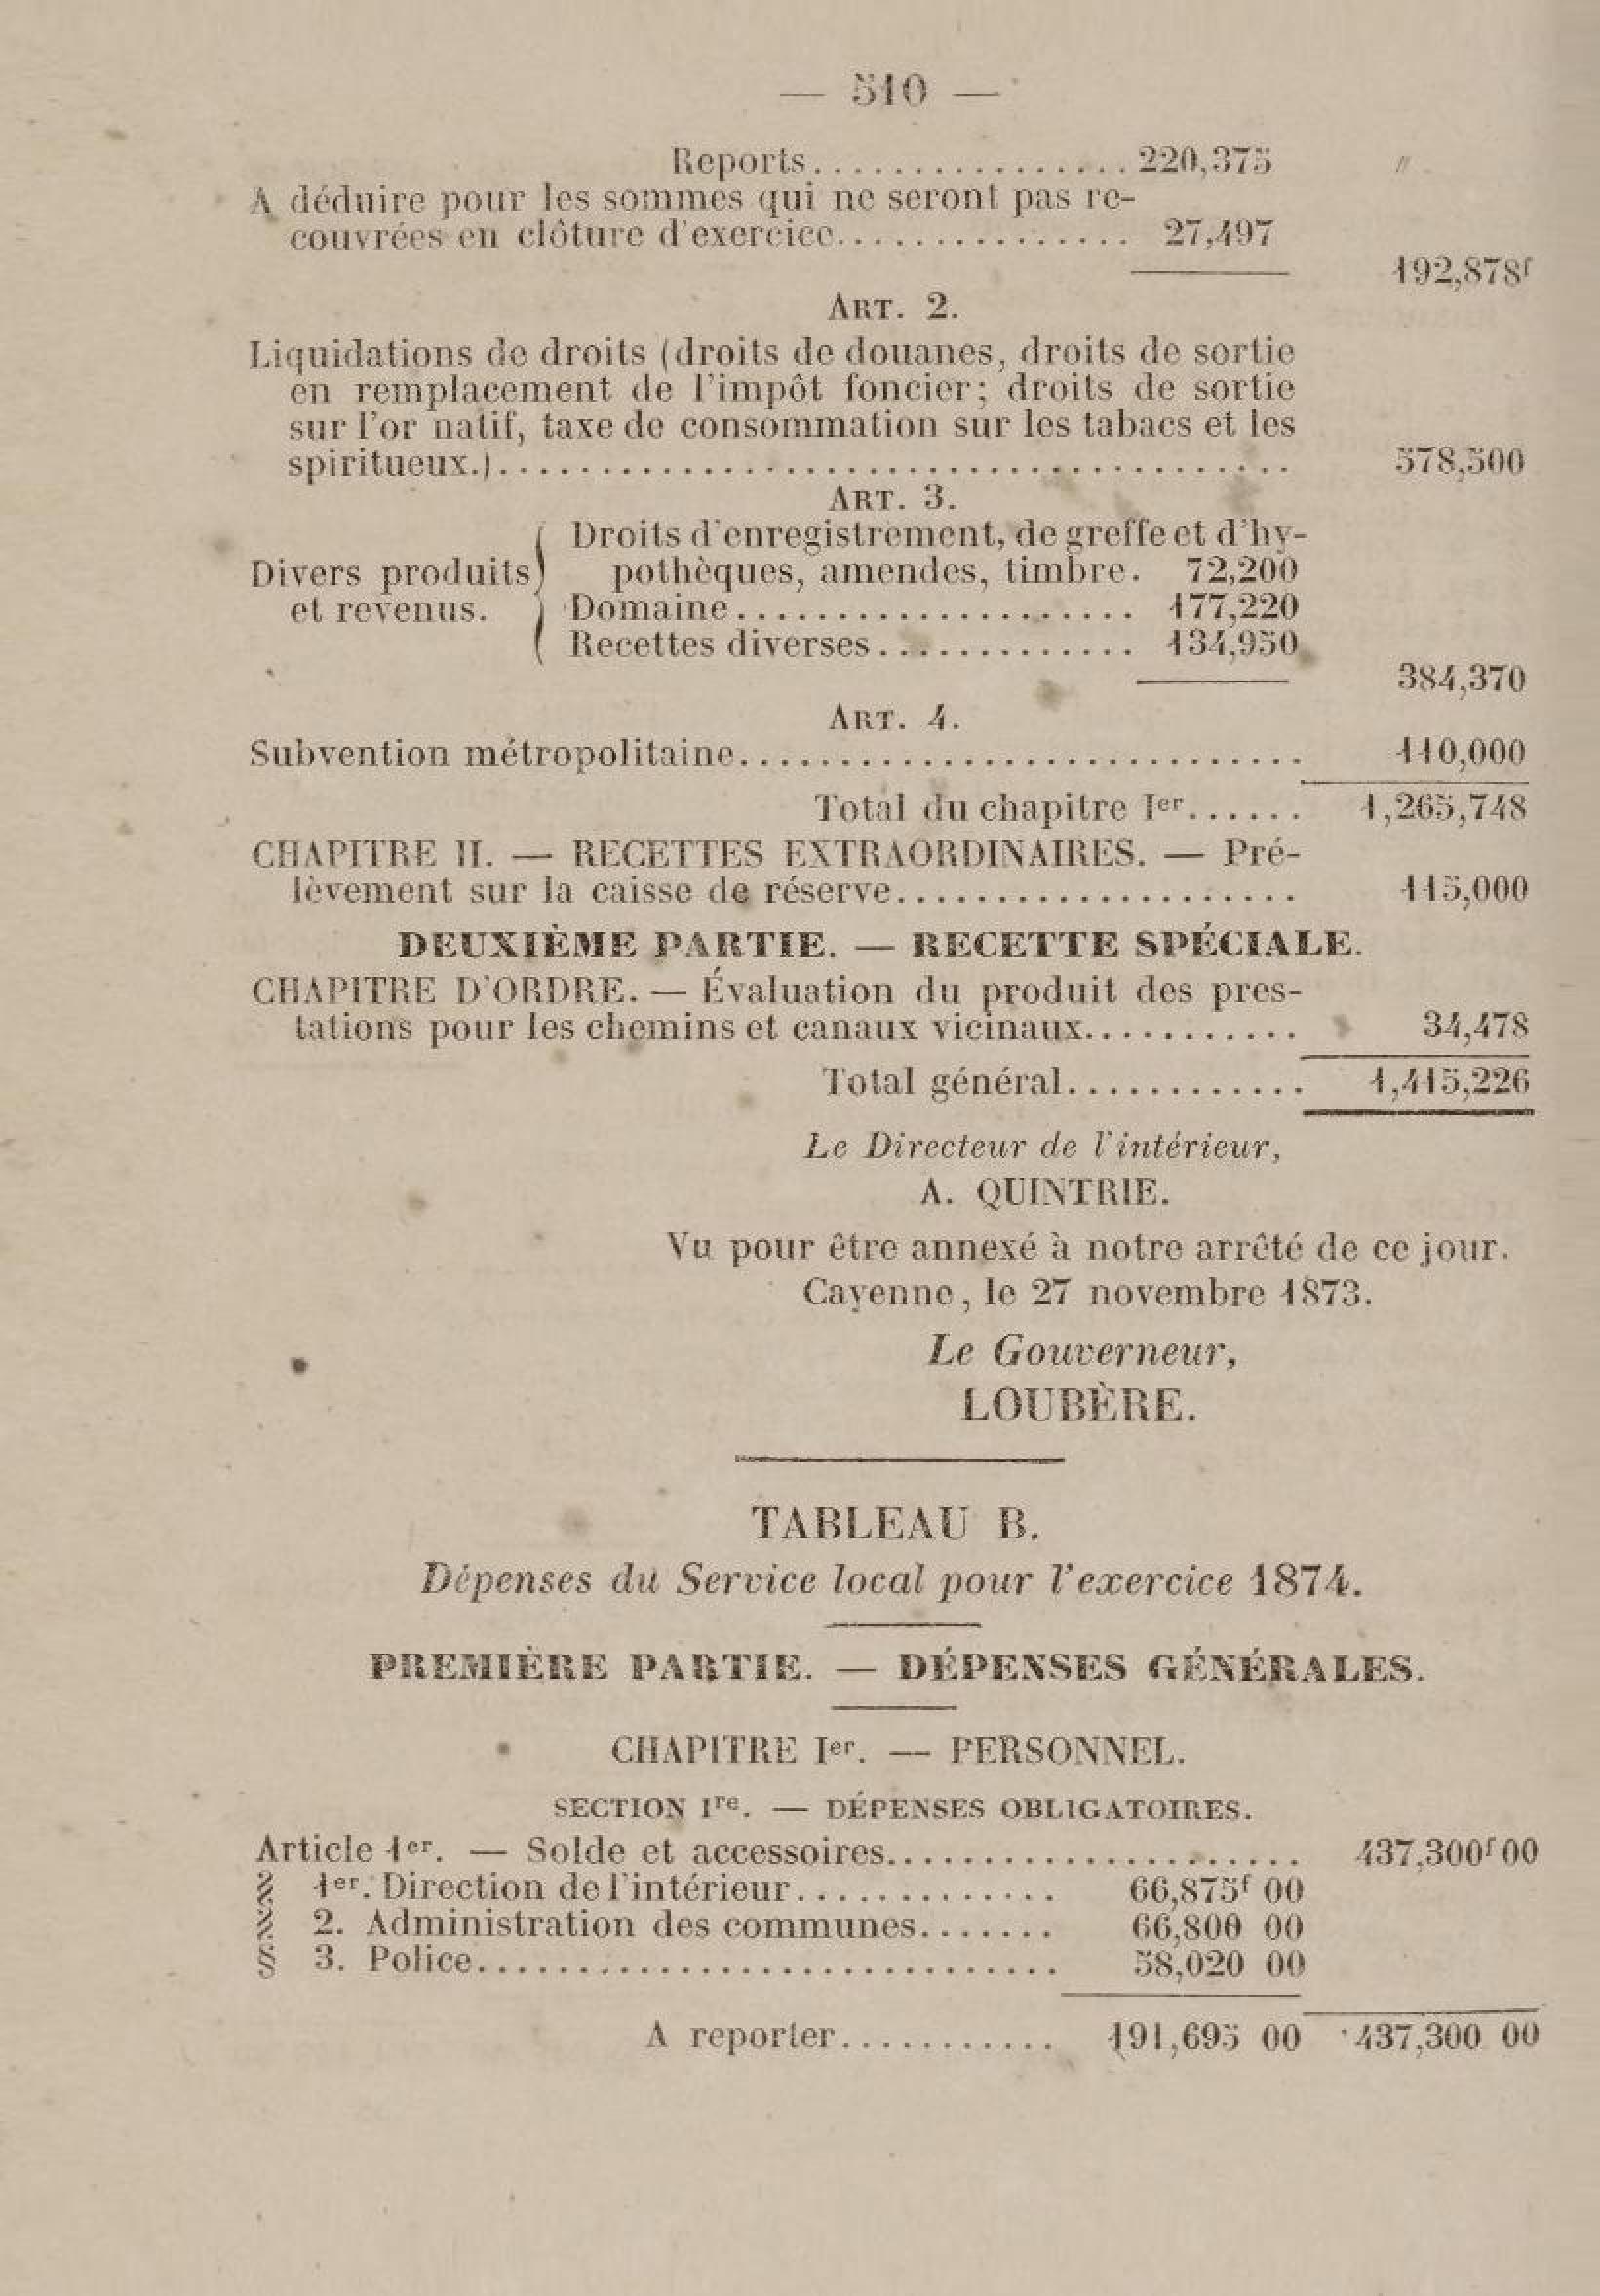 — 510 —
Reports................ 220,375 〃
A déduire pour les sommes qui ne seront pas re-
couvrées en clôture d'exercice............... 27,497
192,878f
ART. 2.
Liquidations de droits (droits de douanes, droits de sortie
en remplacement de l'impôt foncier; droits de sortie
sur l'or natif, taxe de consommation sur les tabacs et les
spiritueux.)........................................ 578,500
ART. 3.
Droits d'enregistrement, de greffe et d'hy-
Divers produits pothèques, amendes, timbre. 72,200
et revenus. Domaine.................... 177,220
Recettes diverses............. 134,950
384,370
ART. 4.
Subvention métropolitaine............................ 110,000
Total du chapitre Ier...... 1,265,748
CHAPITRE II. — RECETTES EXTRAORDINAIRES. — Pré-
lèvement sur la caisse de réserve.................... 115,000
DEUXIÈME PARTIE. — RECETTE SPÉCIALE.
CHAPITRE D'ORDRE. — Évaluation du produit des pres-
tations pour les chemins et canaux vicinaux........... 34,478
Total général............ 1,415,226
Le Directeur de l'intérieur,
A. QUINTRIE.
Vu pour être annexé à notre arrêté de ce jour.
Cayenne, le 27 novembre 1873.
Le Gouverneur,
LOUBÈRE.
TABLEAU B.
Dépenses du Service local pour l'exercice 1874.
PREMIÈRE PARTIE. — DÉPENSES GÉNÉRALES.
CHAPITRE Ier. — PERSONNEL.
SECTION Ire. — DÉPENSES OBLIGATOIRES.
Article 1er. — Solde et accessoires..................... 437,300f 00
§ 1er. Direction de l'intérieur............. 66,875f 00
§ 2. Administration des communes....... 66,800 00
§ 3. Police............................. 58,020 00
A reporter........... 191,695 00 437,300 00